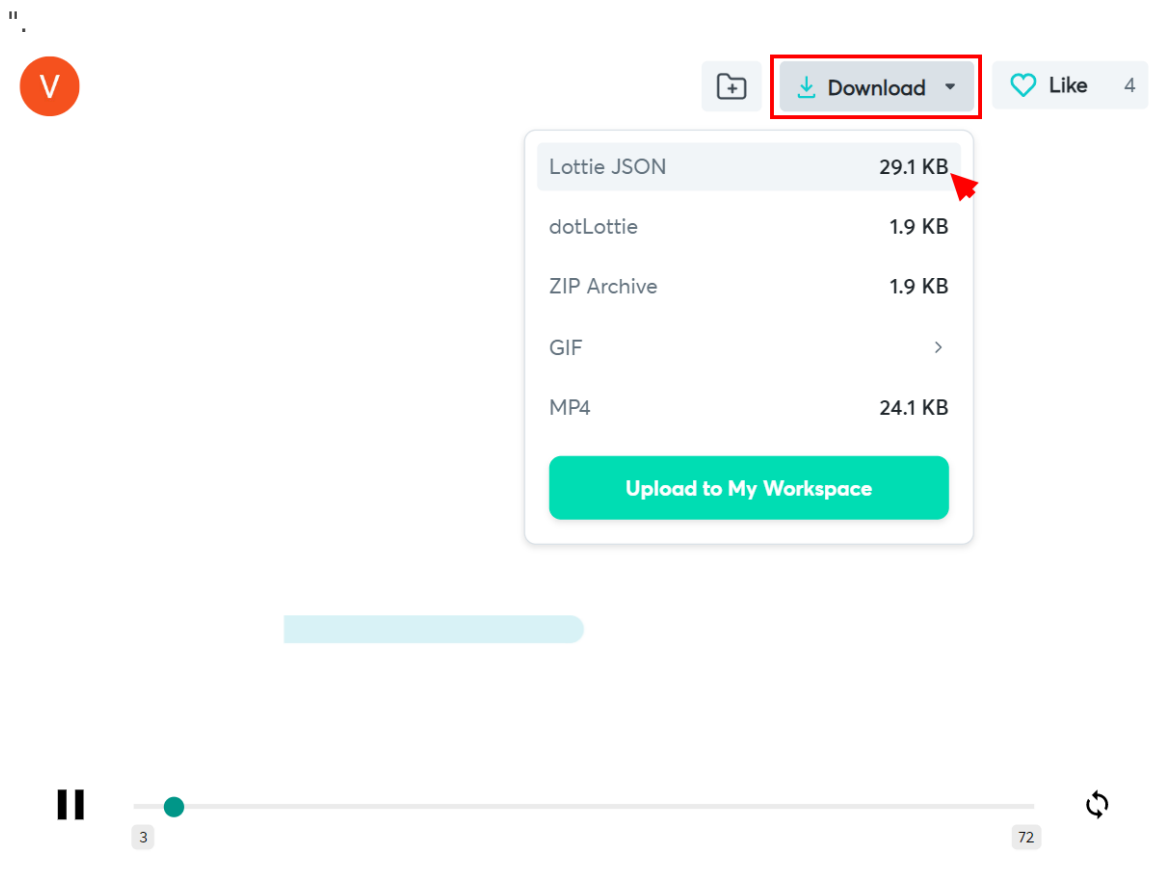 ".
V
Download
Like 4
Lottie JSON 29.1 KB
dotLottie 1.9 KB
ZIP Archive 1.9 KB
GIF
MP4 24.1 KB
Upload to My Workspace
3 72